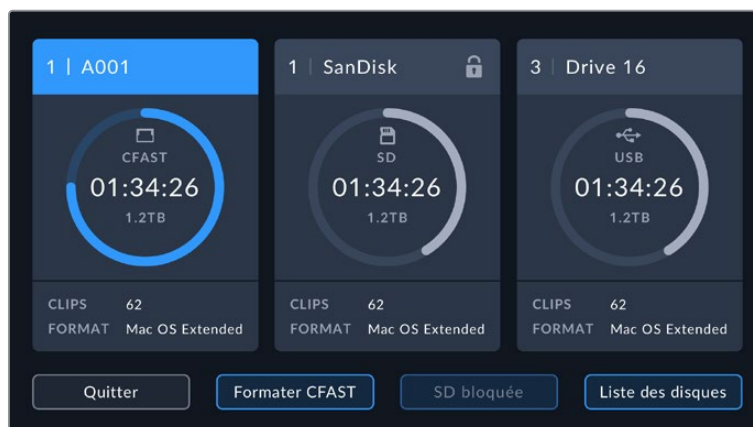 1 | A001
CFAST
01:34:26
1.2TB
CLIPS 62
FORMAT Mac OS Extended
1 | SanDisk
SD
01:34:26
1.2TB
CLIPS 62
FORMAT Mac OS Extended
3 | Drive 16
USB
01:34:26
1.2TB
CLIPS 62
FORMAT Mac OS Extended
Quitter
Formater CFAST
SD bloquée
Liste des disques